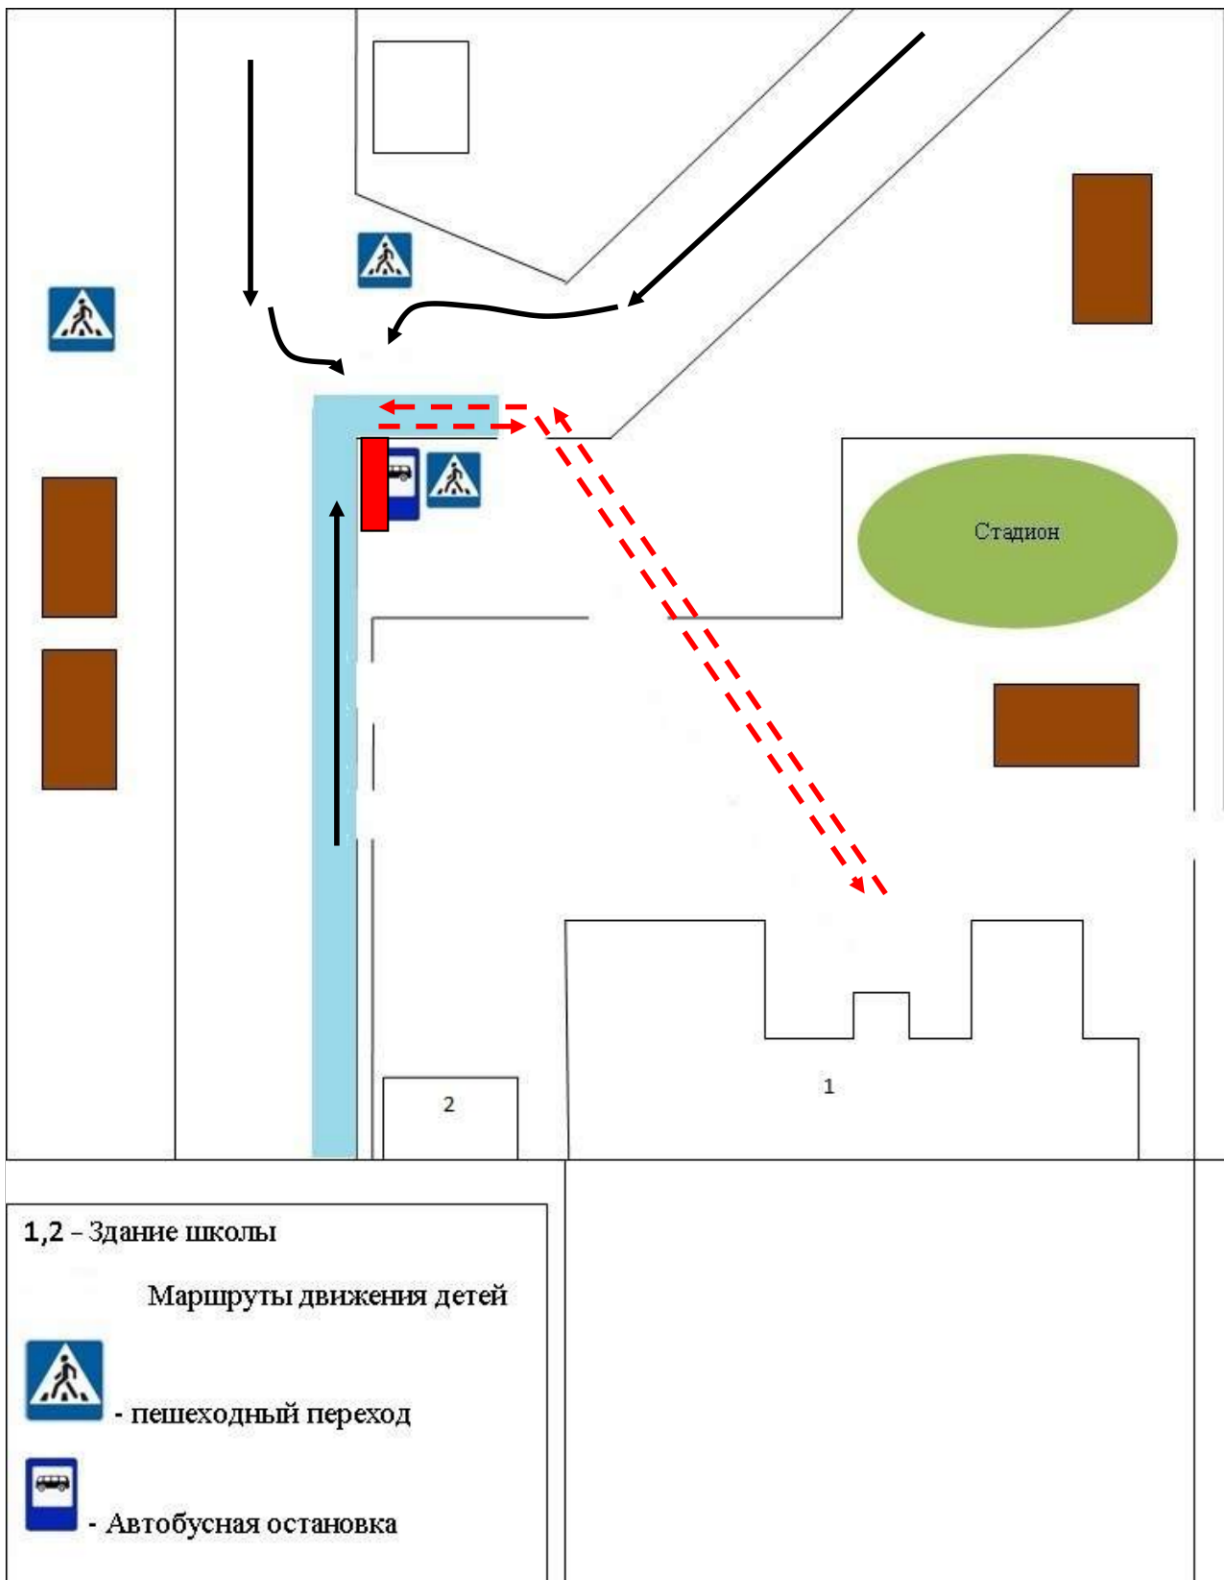 Стадион
1
2
1,2 – Здание школы
Маршруты движения детей
- пешеходный переход
- Автобусная остановка